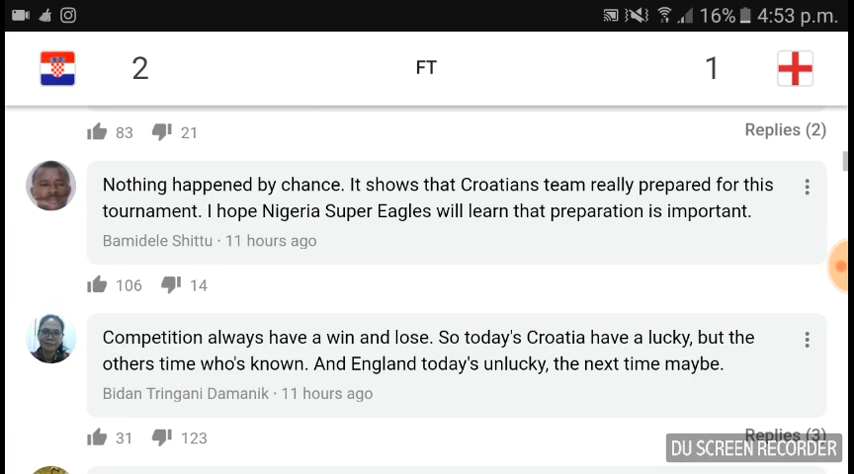 16% 4:53 p.m.
2 FT 1
83 21 Replies (2)
Nothing happened by chance. It shows that Croatians team really prepared for this
tournament. I hope Nigeria Super Eagles will learn that preparation is important.
Bamidele Shittu · 11 hours ago
106 14
Competition always have a win and lose. So today's Croatia have a lucky, but the
others time who's known. And England today's unlucky, the next time maybe.
Bidan Tringani Damanik · 11 hours ago
31 123 Replies (3)
DU SCREEN RECORDER